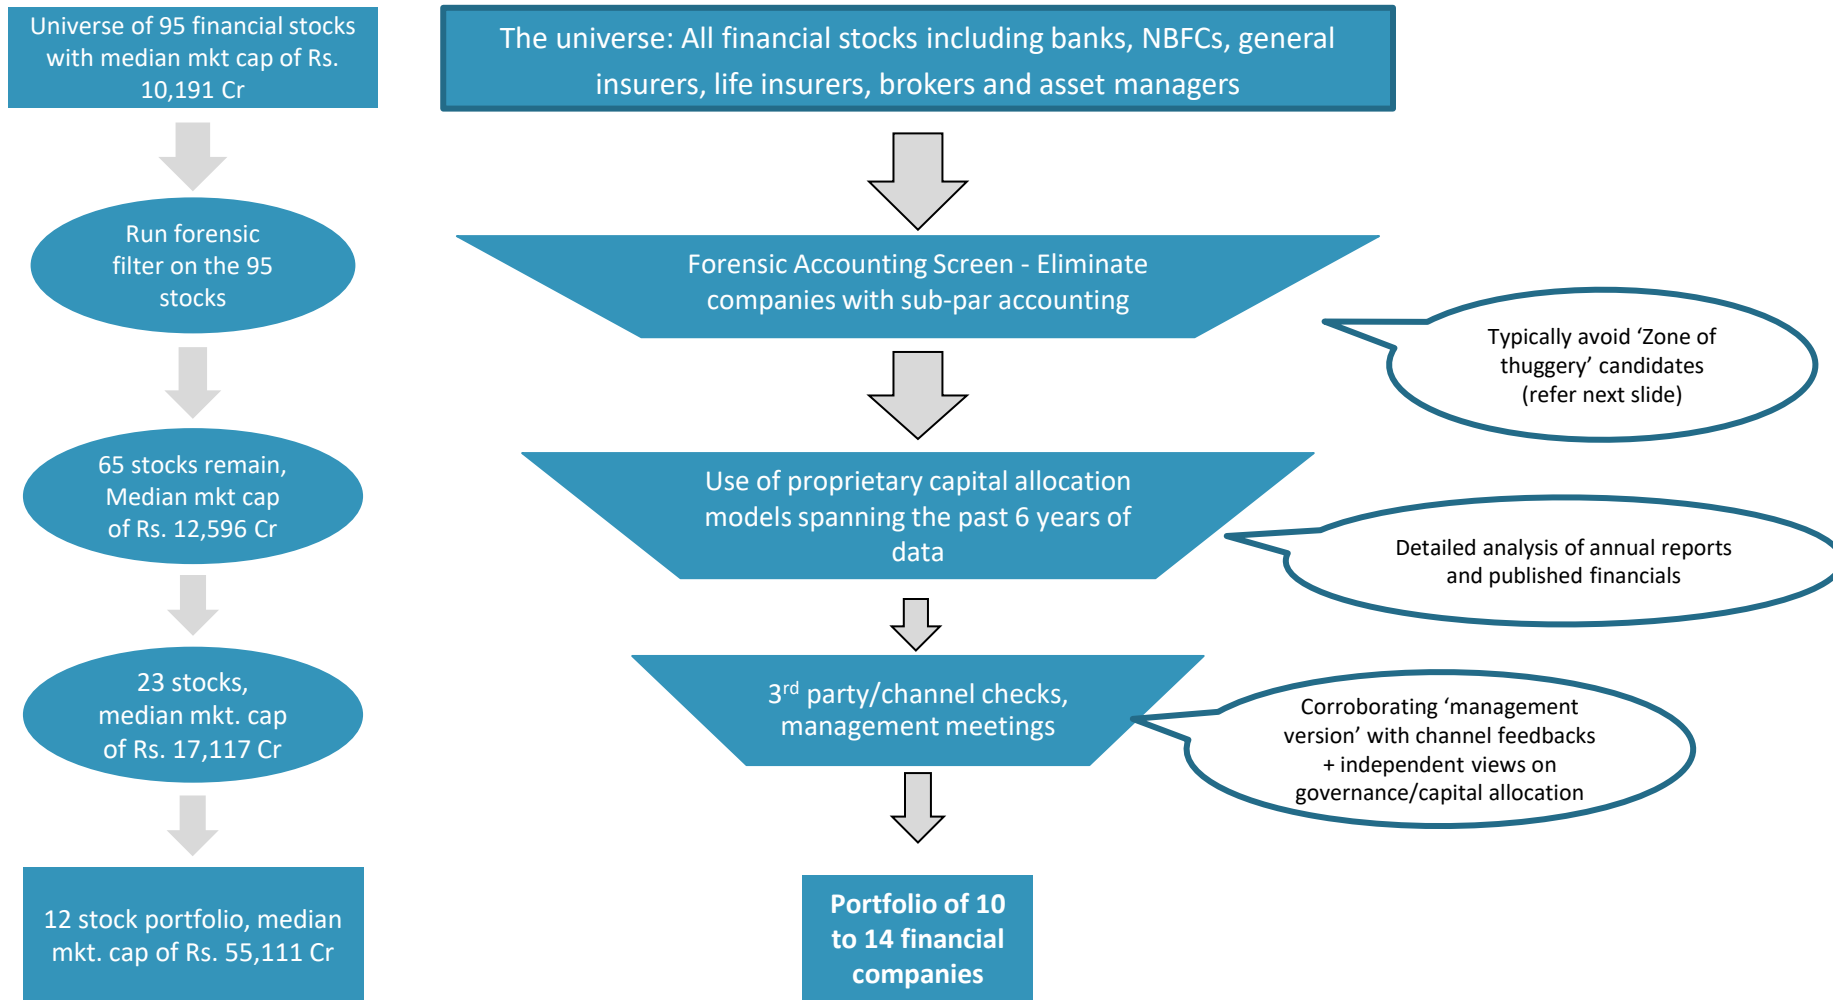 Universe of 95 financial stocks
with median mkt cap of Rs.
10,191 Cr
Run forensic
filter on the 95
stocks
65 stocks remain,
Median mkt cap
of Rs. 12,596 Cr
23 stocks,
median mkt. cap
of Rs. 17,117 Cr
12 stock portfolio, median
mkt. cap of Rs. 55,111 Cr
The universe: All financial stocks including banks, NBFCs, general
insurers, life insurers, brokers and asset managers
Forensic Accounting Screen - Eliminate
companies with sub-par accounting
Typically avoid ‘Zone of
thuggery’ candidates
(refer next slide)
Use of proprietary capital allocation
models spanning the past 6 years of
data
Detailed analysis of annual reports
and published financials
3rd party/channel checks,
management meetings
Corroborating ‘management
version’ with channel feedbacks
+ independent views on
governance/capital allocation
Portfolio of 10
to 14 financial
companies